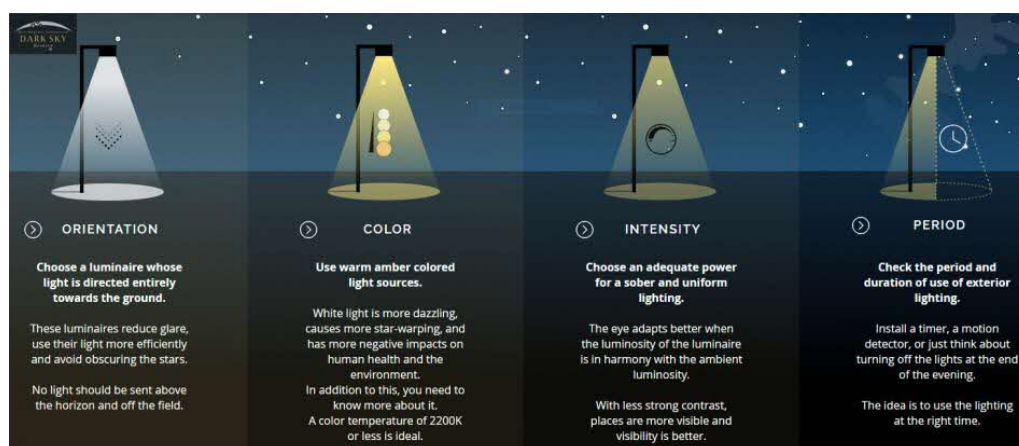 DARK SKY
ORIENTATION
Choose a luminaire whose
light is directed entirely
towards the ground.
These luminaires reduce glare,
use their light more efficiently
and avoid obscuring the stars.
No light should be sent above
the horizon and off the field.
COLOR
Use warm amber colored
light sources.
White light is more dazzling,
causes more star-warping, and
has more negative impacts on
human health and the
environment.
In addition to this, you need to
know more about it.
A color temperature of 2200K
or less is ideal.
INTENSITY
Choose an adequate power
for a sober and uniform
lighting.
The eye adapts better when
the luminosity of the luminaire
is in harmony with the ambient
luminosity.
With less strong contrast,
places are more visible and
visibility is better.
PERIOD
Check the period and
duration of use of exterior
lighting.
Install a timer, a motion
detector, or just think about
turning off the lights at the end
of the evening.
The idea is to use the lighting
at the right time.